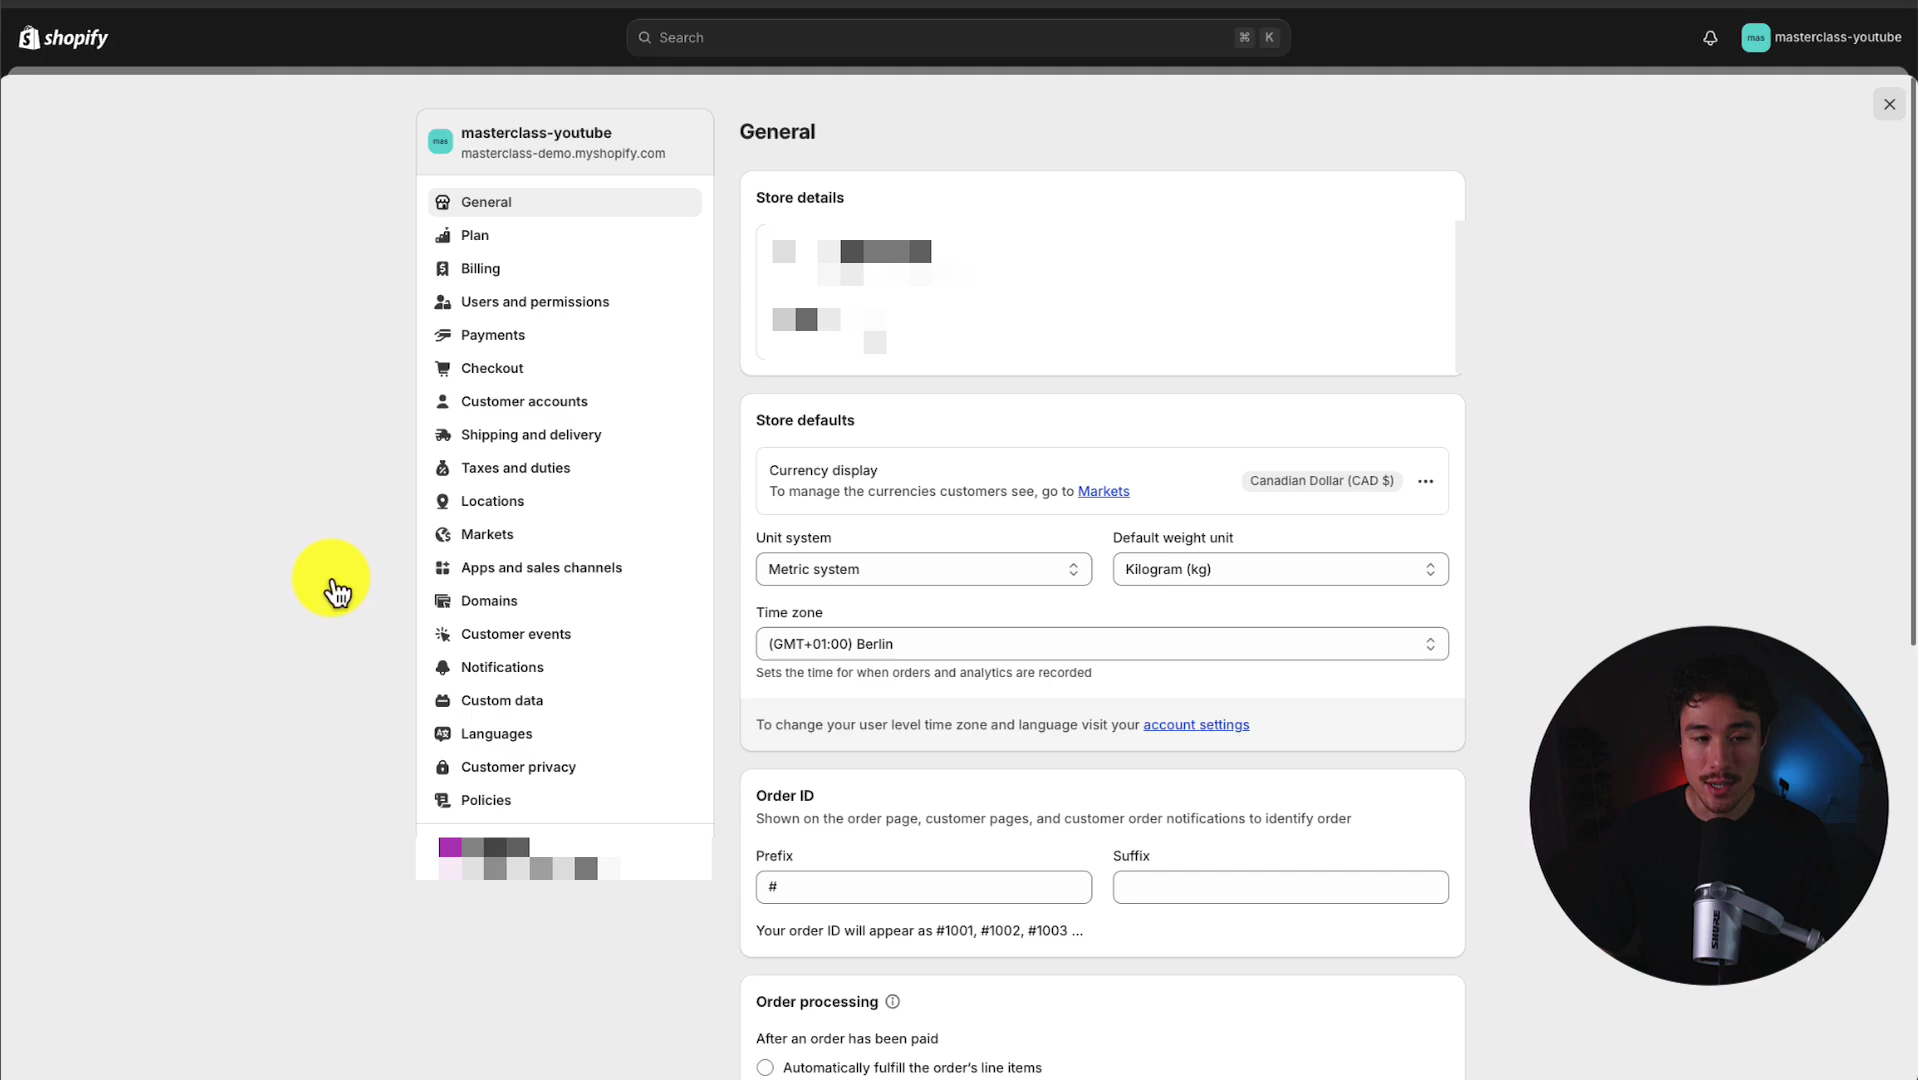 shopify
Search
⌘ K
mas masterclass-youtube
mas masterclass-youtube
masterclass-demo.myshopify.com
General
Plan
Billing
Users and permissions
Payments
Checkout
Customer accounts
Shipping and delivery
Taxes and duties
Locations
Markets
Apps and sales channels
Domains
Customer events
Notifications
Custom data
Languages
Customer privacy
Policies
General
Store details
Store defaults
Currency display
To manage the currencies customers see, go to Markets
Canadian Dollar (CAD $)
Unit system
Default weight unit
Metric system
Kilogram (kg)
Time zone
(GMT+01:00) Berlin
Sets the time for when orders and analytics are recorded
To change your user level time zone and language visit your account settings
Order ID
Shown on the order page, customer pages, and customer order notifications to identify order
Prefix
Suffix
#
Your order ID will appear as #1001, #1002, #1003 ...
Order processing
After an order has been paid
Automatically fulfill the order's line items
SHURE